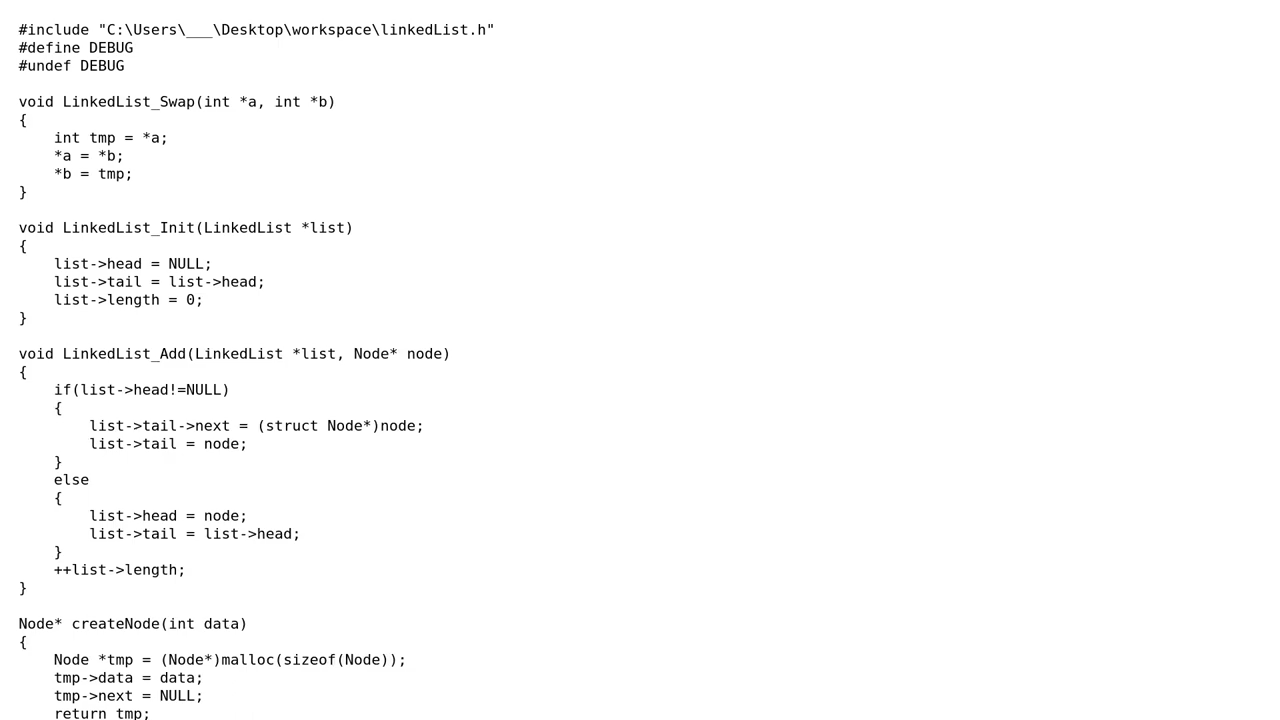 #include "C:\Users\___\Desktop\workspace\linkedList.h"
#define DEBUG
#undef DEBUG

void LinkedList_Swap(int *a, int *b)
{
    int tmp = *a;
    *a = *b;
    *b = tmp;
}

void LinkedList_Init(LinkedList *list)
{
    list->head = NULL;
    list->tail = list->head;
    list->length = 0;
}

void LinkedList_Add(LinkedList *list, Node* node)
{
    if(list->head!=NULL)
    {
        list->tail->next = (struct Node*)node;
        list->tail = node;
    }
    else
    {
        list->head = node;
        list->tail = list->head;
    }
    ++list->length;
}

Node* createNode(int data)
{
    Node *tmp = (Node*)malloc(sizeof(Node));
    tmp->data = data;
    tmp->next = NULL;
    return tmp;